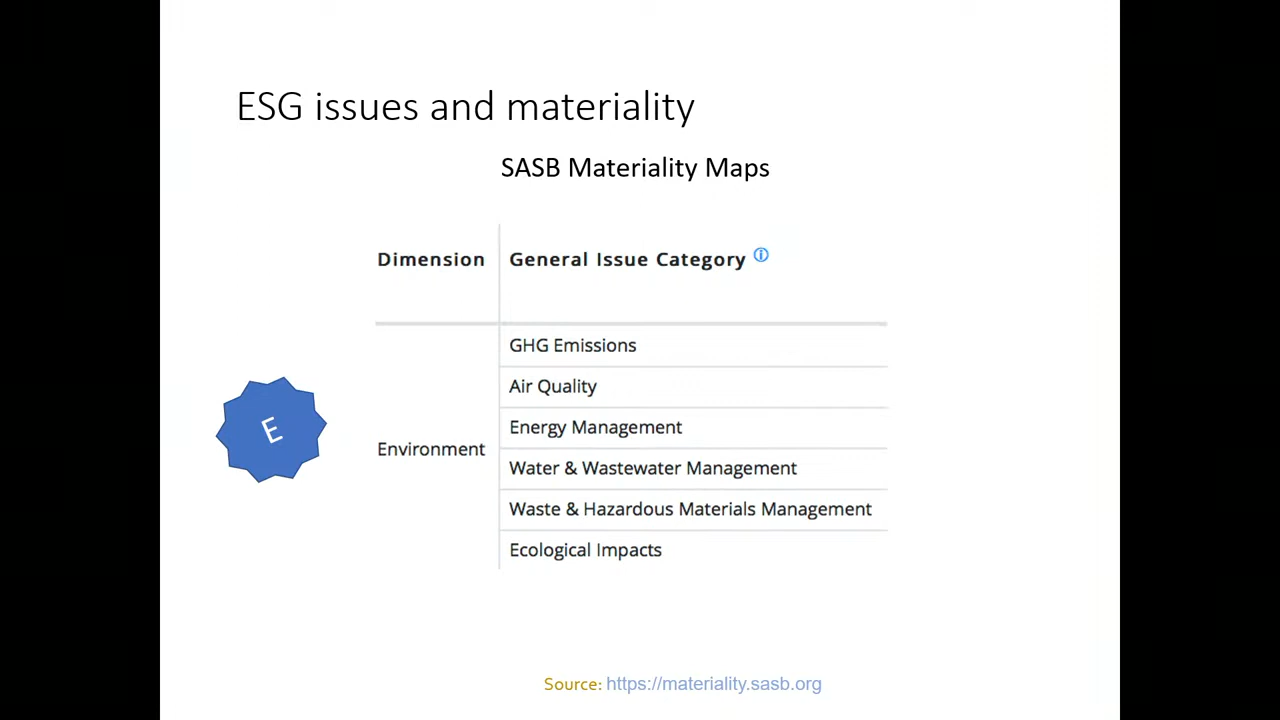 ESG issues and materiality
SASB Materiality Maps
Dimension General Issue Category
GHG Emissions
Air Quality
Energy Management
E
Environment
Water & Wastewater Management
Waste & Hazardous Materials Management
Ecological Impacts
Source: https://materiality.sasb.org